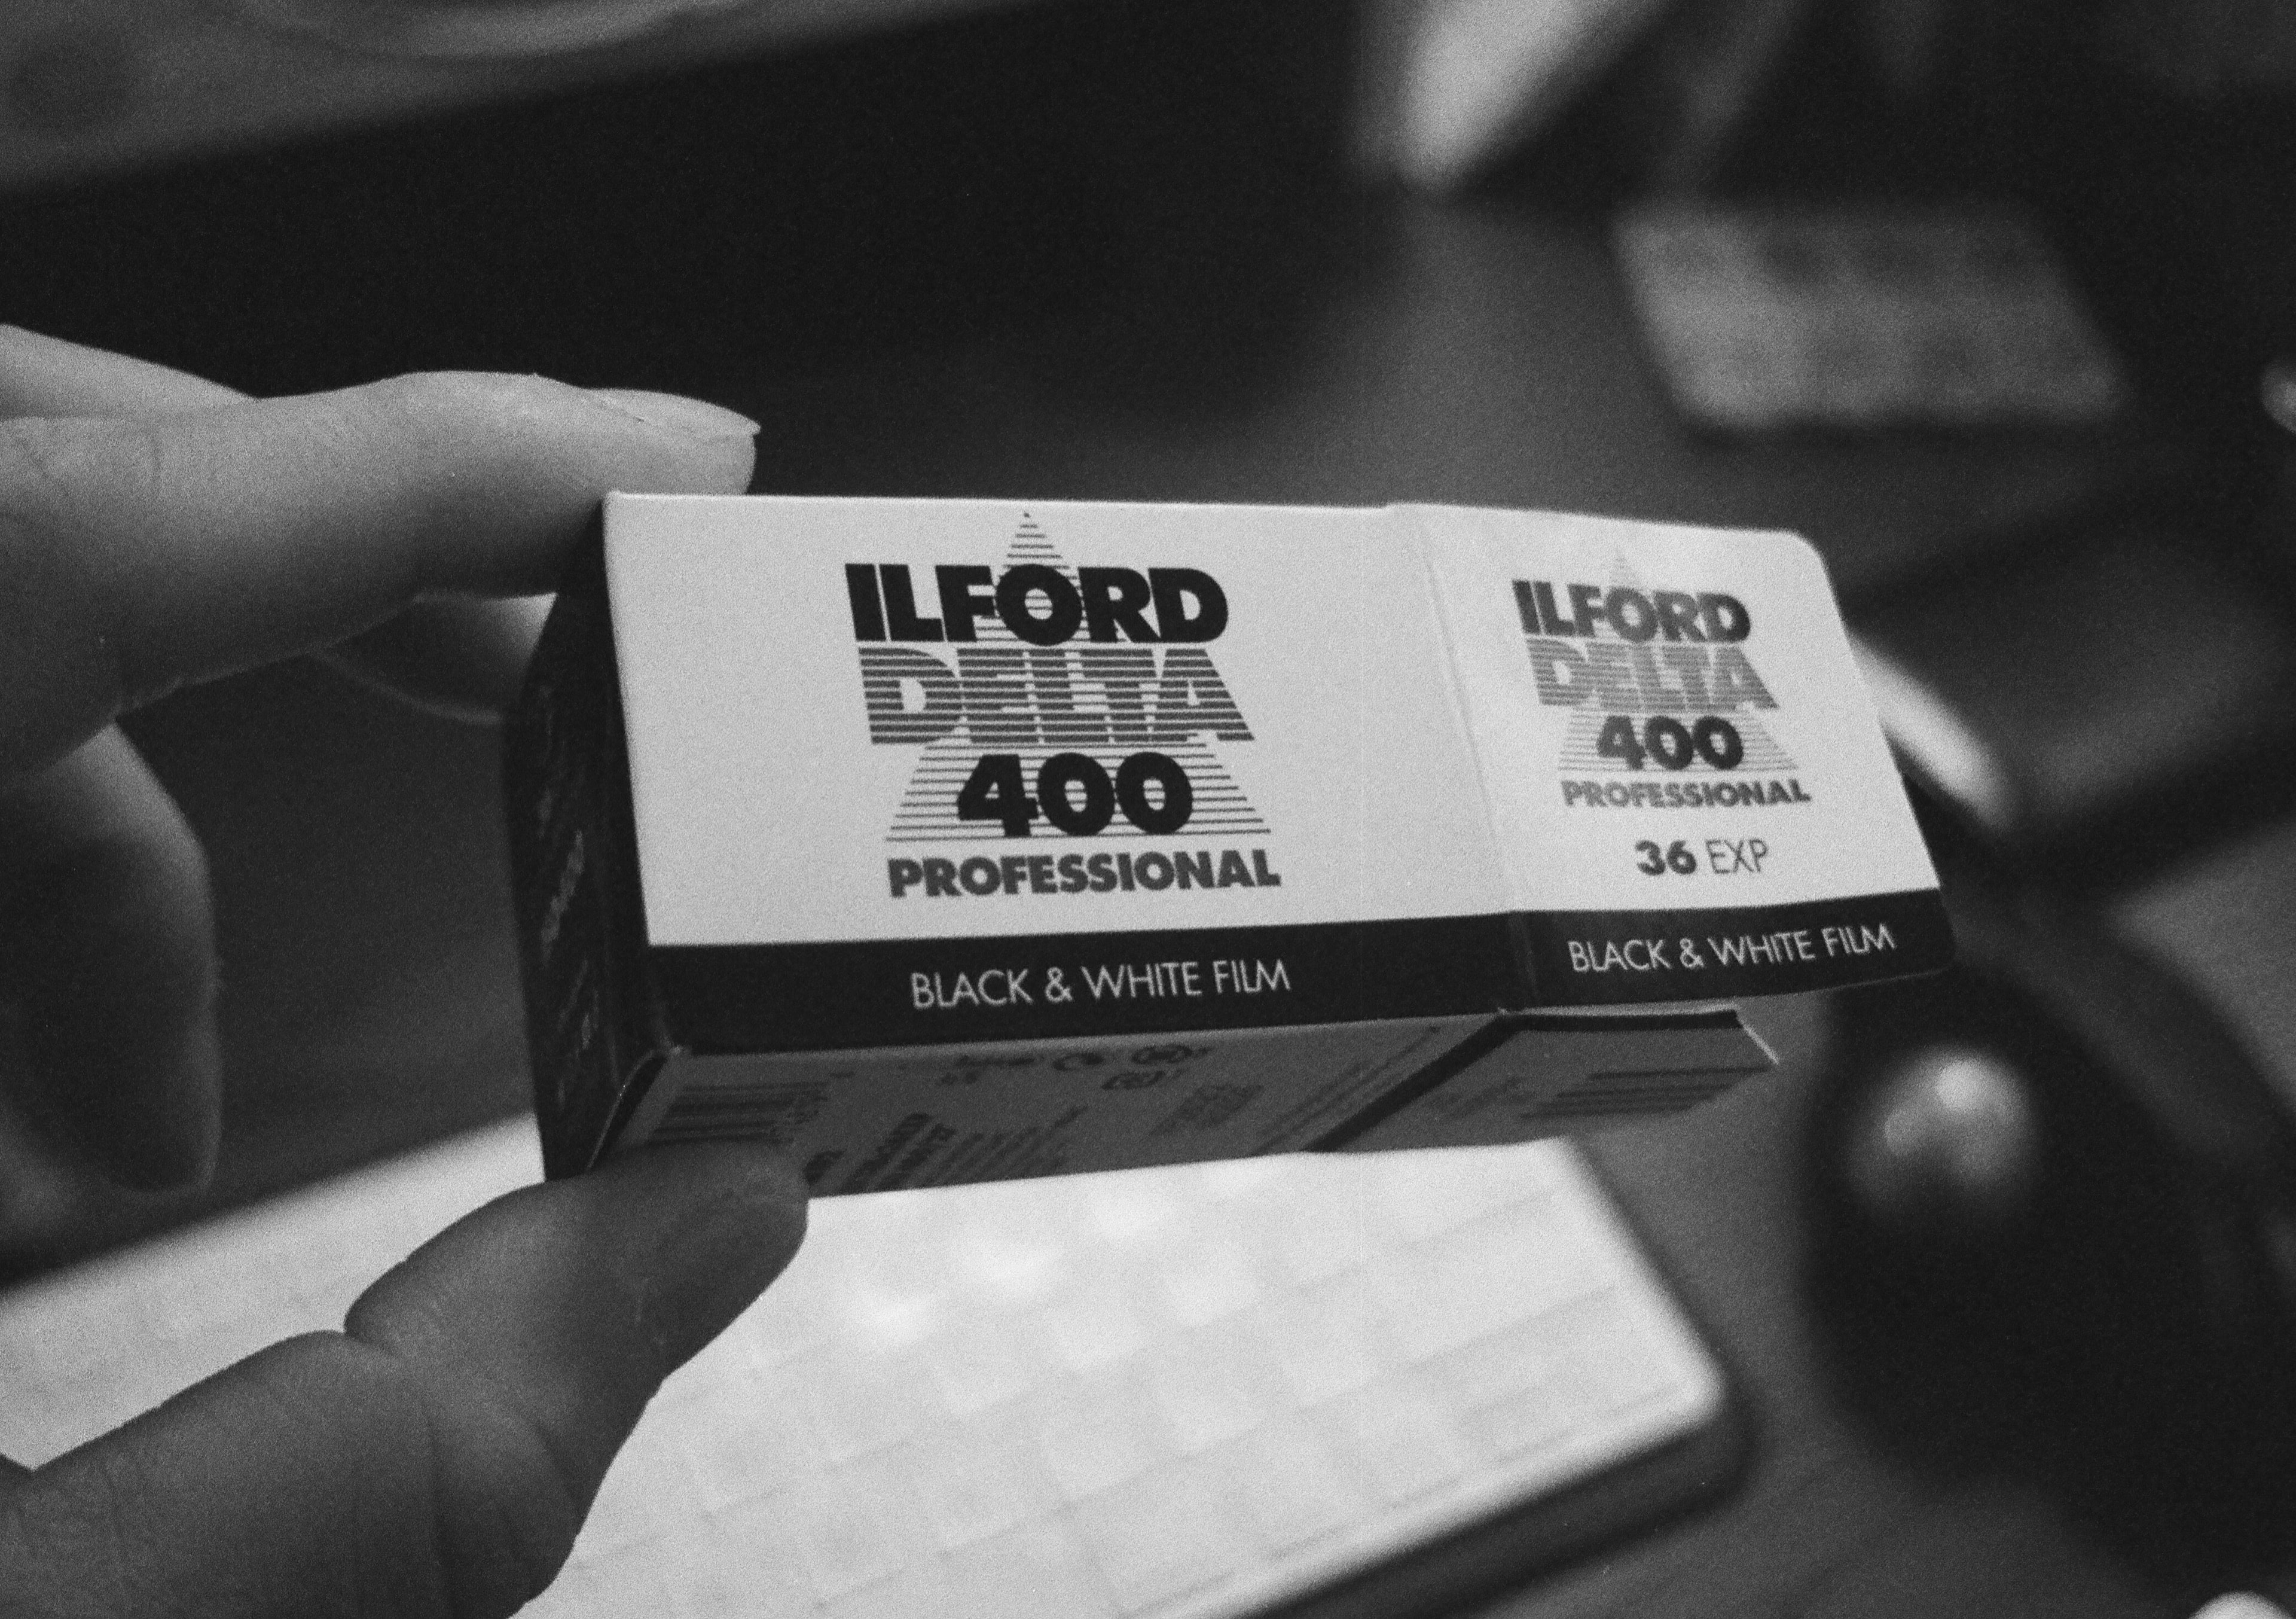 ILFORD
DELTA
400
PROFESSIONAL
BLACK & WHITE FILM
ILFORD
DELTA
400
PROFESSIONAL
36 EXP
BLACK & WHITE FILM